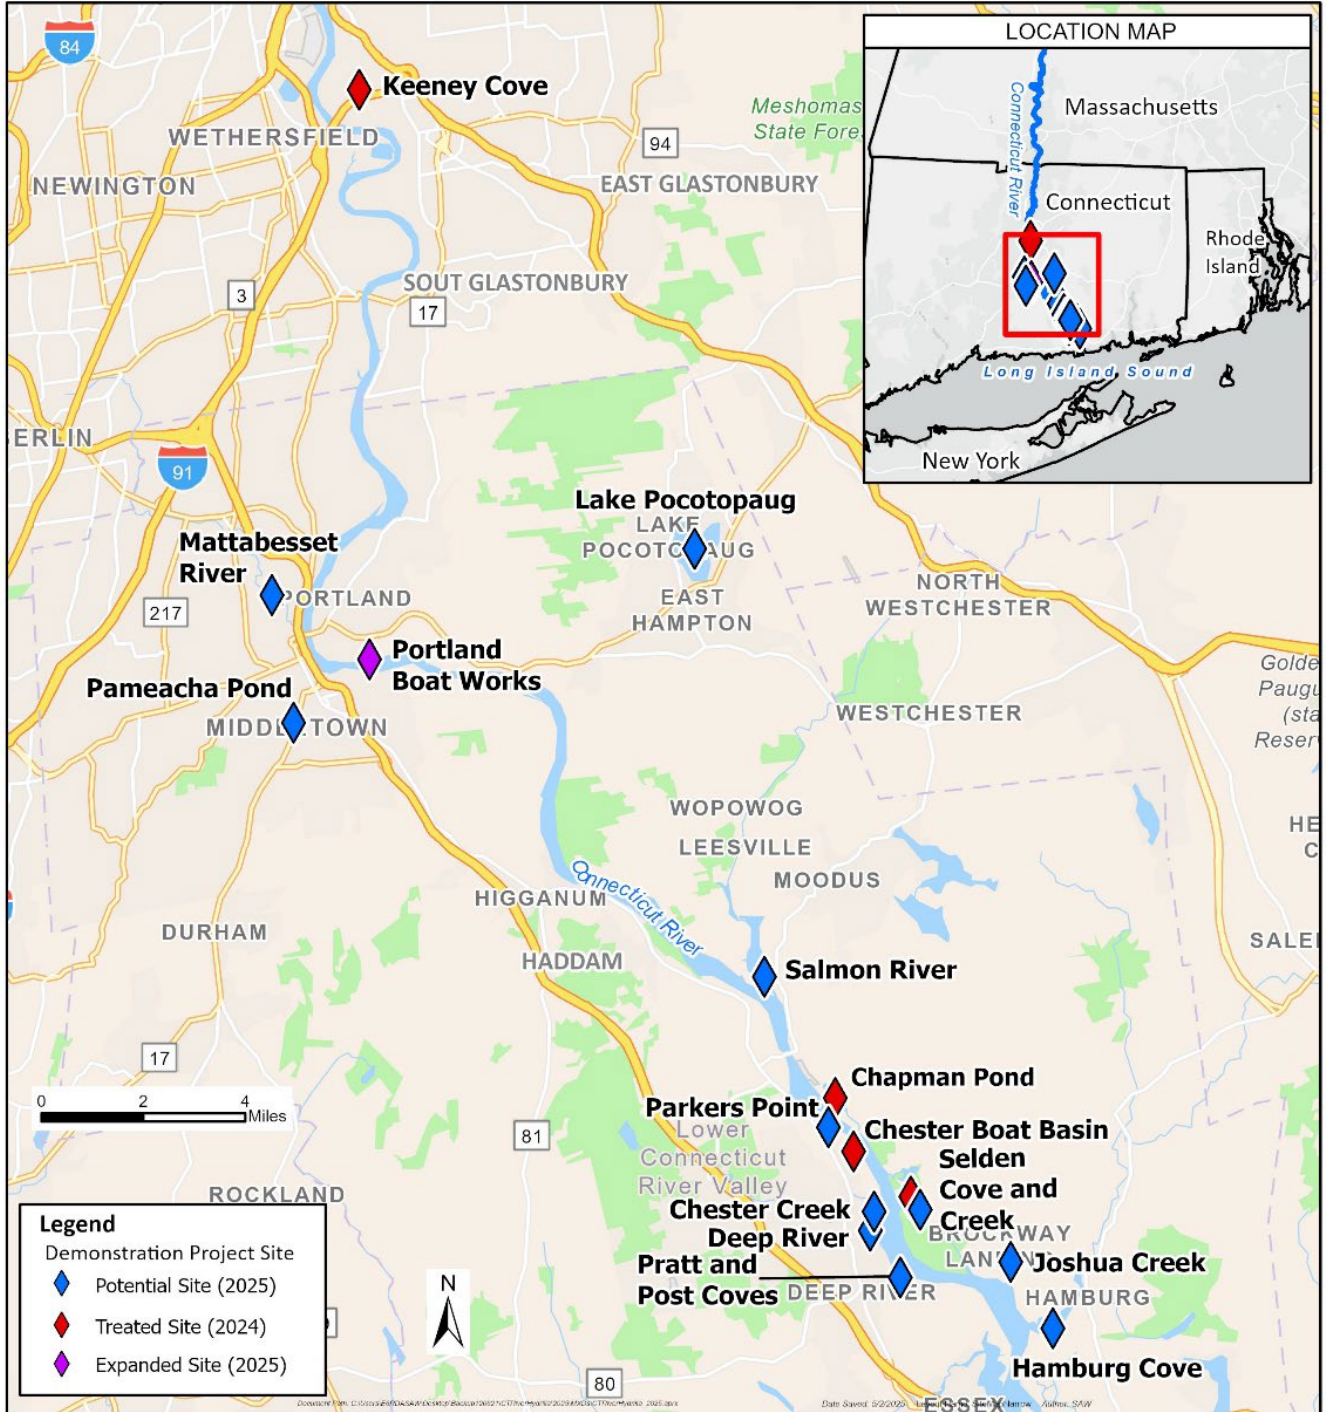 84
Keeney Cove
WETHERSFIELD
NEWINGTON
Meshomas
State Fore
94
EAST GLASTONBURY
SOUT GLASTONBURY
3
17
LOCATION MAP
Massachusetts
Connecticut River
Connecticut
Rhode
Island
Long Island Sound
New York
ERLIN
91
Lake Pocotopaug
LAKE
POCOTOPAUG
EAST
HAMPTON
Mattabesset
River
PORTLAND
217
NORTH
WESTCHESTER
Portland
Boat Works
Pameacha Pond
MIDDLETOWN
WESTCHESTER
Golde
Paugu
(sta
Reser
WOPOWOG
LEESVILLE
MOODUS
HE
C
Connecticut River
HIGGANUM
DURHAM
HADDAM
SALE
Salmon River
17
0 2 4
Miles
Chapman Pond
Parkers Point
Lower
Connecticut
River Valley
81
Chester Boat Basin
Selden
Cove and
Creek
ROCKLAND
Chester Creek
Deep River
BROCKWAY
Pratt and
Post Coves
DEEP RIVER
Joshua Creek
HAMBURG
Hamburg Cove
N
80
ESSEX
Legend
Demonstration Project Site
Potential Site (2025)
Treated Site (2024)
Expanded Site (2025)